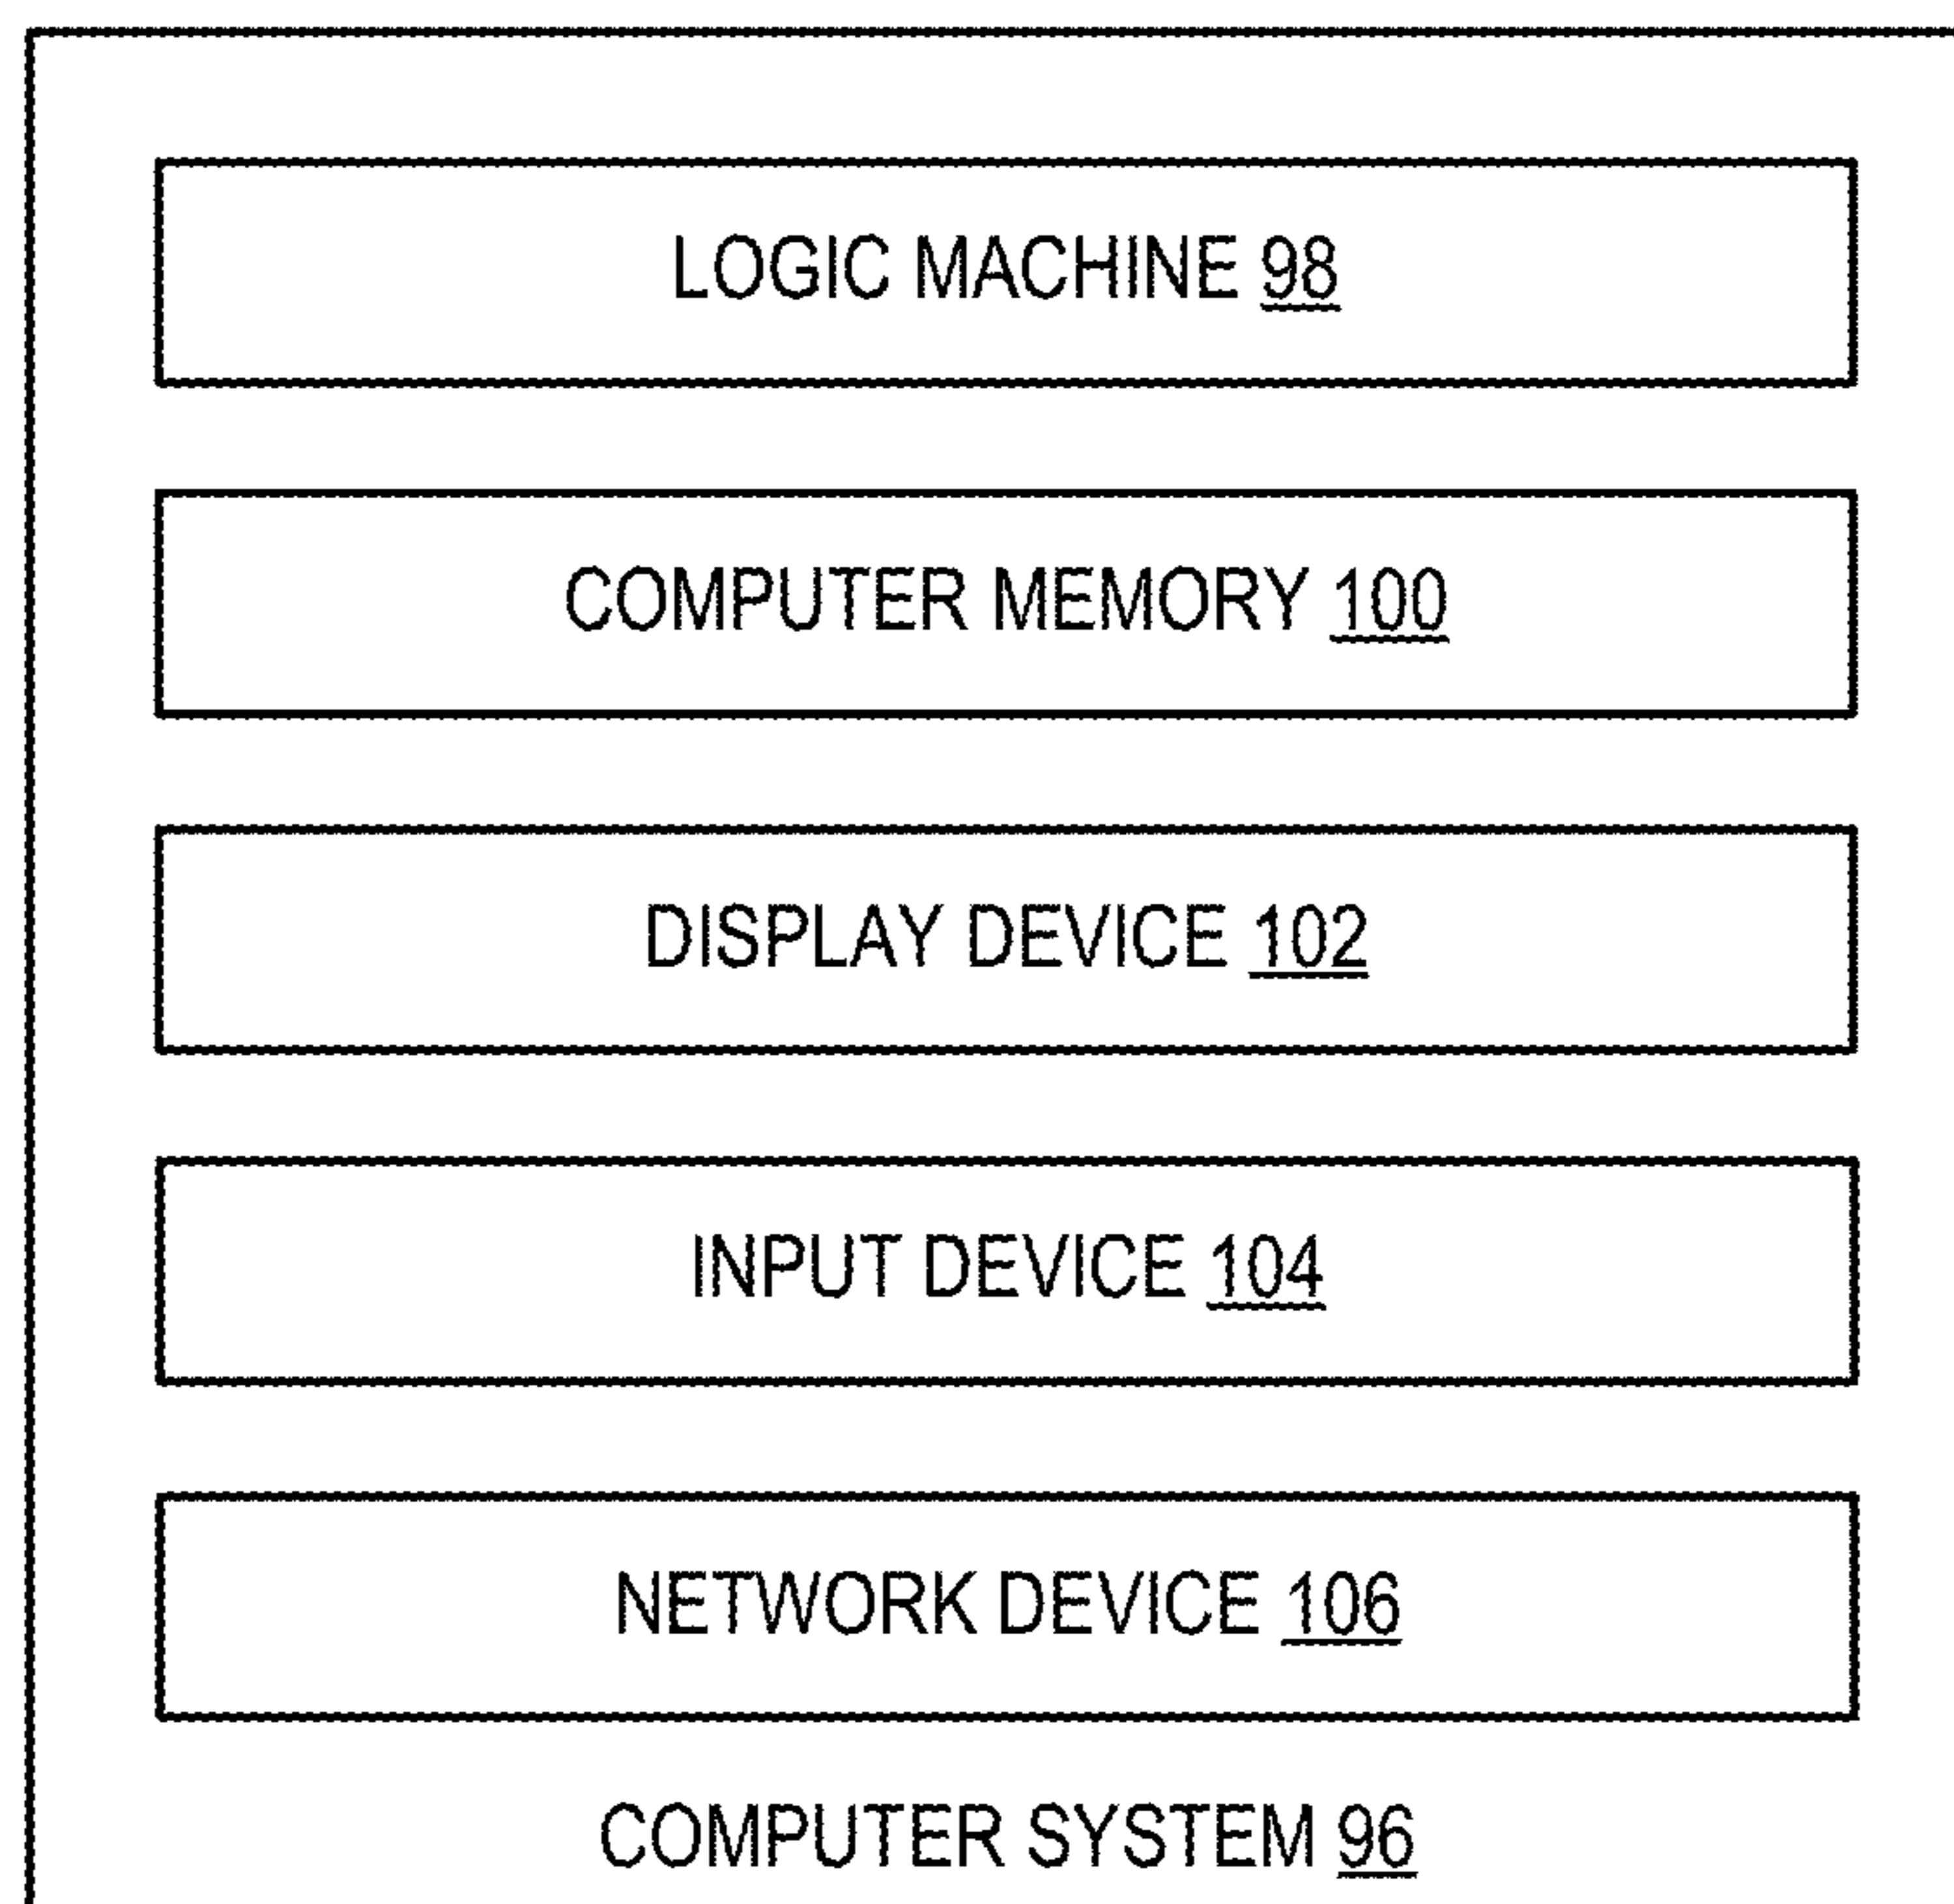 LOGIC MACHINE 98
COMPUTER MEMORY 100
DISPLAY DEVICE 102
INPUT DEVICE 104
NETWORK DEVICE 106
COMPUTER SYSTEM 96